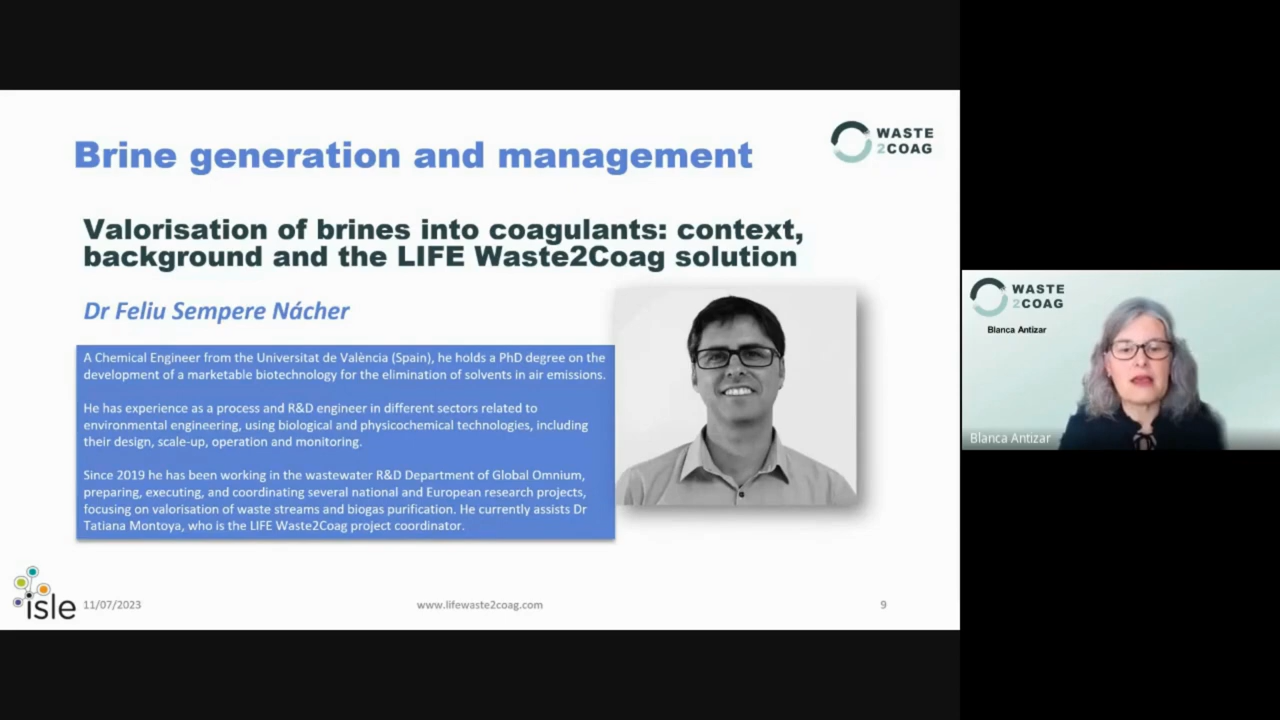 Brine generation and management
WASTE
2COAG
Valorisation of brines into coagulants: context,
background and the LIFE Waste2Coag solution
Dr Feliu Sempere Nácher
A Chemical Engineer from the Universitat de València (Spain), he holds a PhD degree on the
development of a marketable biotechnology for the elimination of solvents in air emissions.
He has experience as a process and R&D engineer in different sectors related to
environmental engineering, using biological and physicochemical technologies, including
their design, scale-up, operation and monitoring.
Since 2019 he has been working in the wastewater R&D Department of Global Omnium,
preparing, executing, and coordinating several national and European research projects,
focusing on valorisation of waste streams and biogas purification. He currently assists Dr
Tatiana Montoya, who is the LIFE Waste2Coag project coordinator.
isle
11/07/2023
www.lifewaste2coag.com
9
WASTE
2COAG
Blanca Antizar
Blanca Antizar